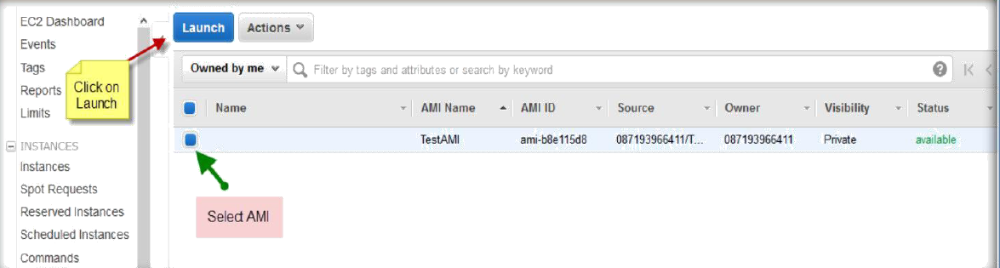 EC2 Dashboard
Events
Tags
Reports
Limits
INSTANCES
Instances
Spot Requests
Reserved Instances
Scheduled Instances
Commands
Click on
Launch
Launch
Actions
Owned by me
Filter by tags and attributes or search by keyword
Name AMI Name AMI ID Source Owner Visibility Status
TestAMI ami-b8e115d8 087193966411/T... 087193966411 Private available
Select AMI